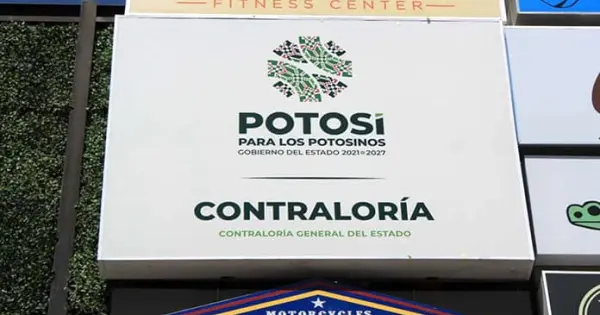 FITNESS CENTER
POTOSÍ
PARA LOS POTOSINOS
GOBIERNO DEL ESTADO 2021-2027
CONTRALORÍA
CONTRALORÍA GENERAL DEL ESTADO
MOTORCYCLES